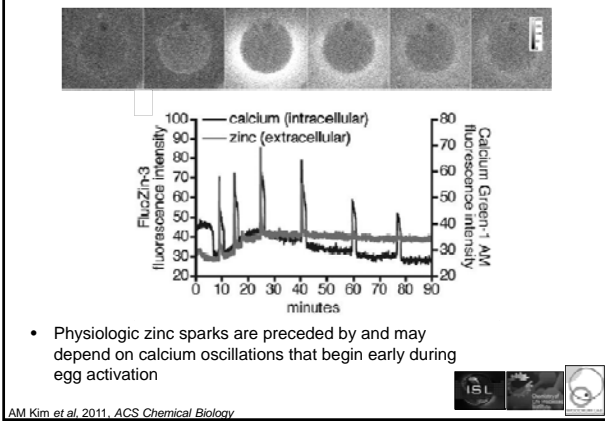 calcium (intracellular)
zinc (extracellular)
FluoZin-3
fluorescence intensity
100
90
80
70
60
50
40
30
20
80
70
60
50
40
30
20
Calcium Green-1 AM
fluorescence intensity
0 10 20 30 40 50 60 70 80 90
minutes
• Physiologic zinc sparks are preceded by and may
depend on calcium oscillations that begin early during
egg activation
ISL
AM Kim et al, 2011, ACS Chemical Biology